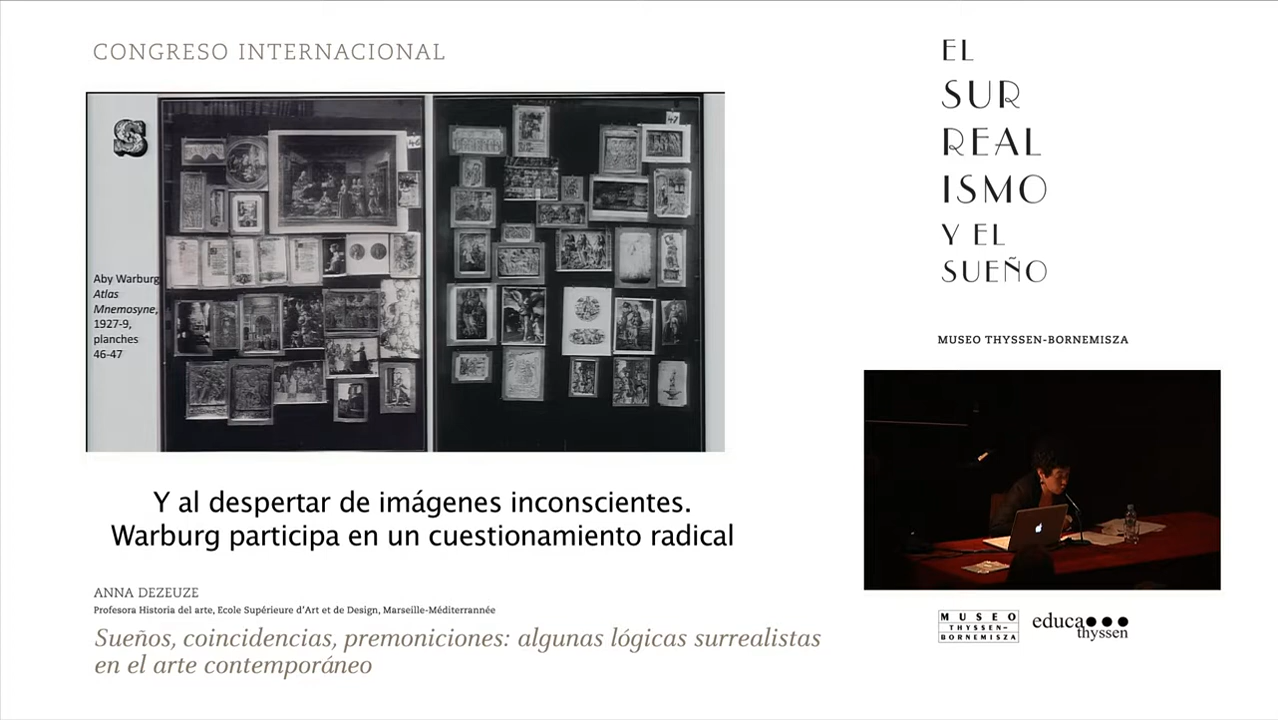 CONGRESO INTERNACIONAL
Aby Warburg
Atlas
Mnemosyne,
1927-9,
planches
46-47
46
47
Y al despertar de imágenes inconscientes.
Warburg participa en un cuestionamiento radical
ANNA DEZEUZE
Profesora Historia del arte, Ecole Supérieure d'Art et de Design, Marseille-Méditerrannée
Sueños, coincidencias, premoniciones: algunas lógicas surrealistas
en el arte contemporáneo
EL
SUR
REAL
ISMO
Y EL
SUEÑO
MUSEO THYSSEN-BORNEMISZA
MUSEO
THYSSEN-
BORNEMISZA
educa
thyssen